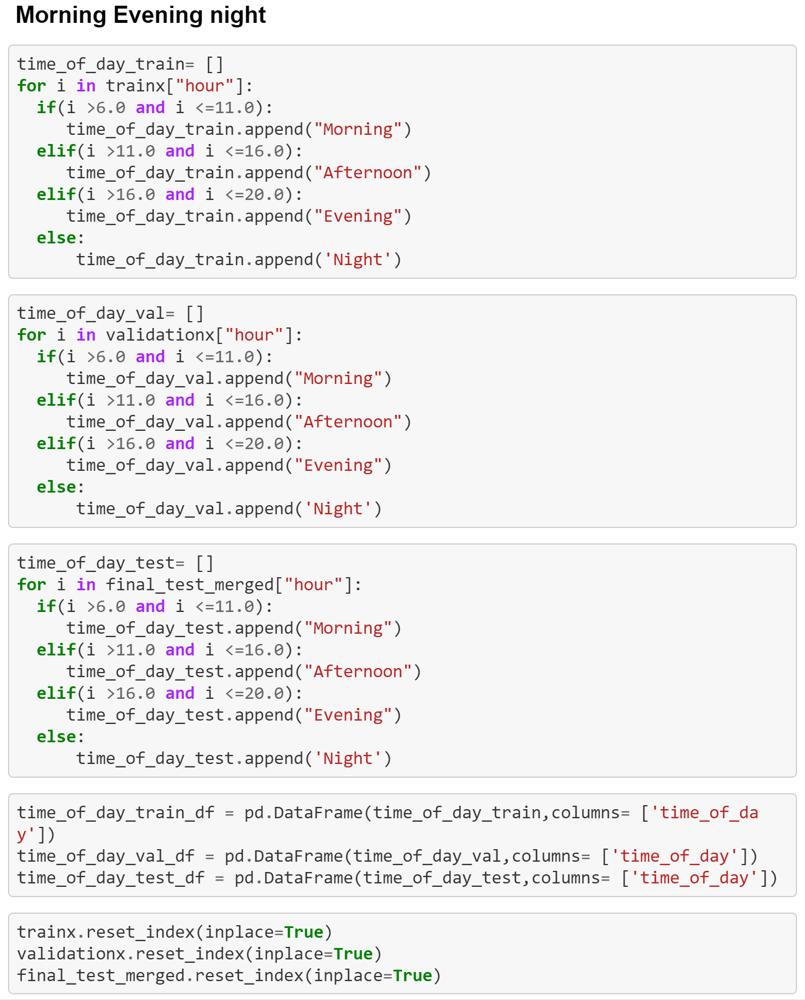 Morning Evening night
time_of_day_train= []
for i in trainx["hour"]:
  if(i >6.0 and i <=11.0):
     time_of_day_train.append("Morning")
  elif(i >11.0 and i <=16.0):
     time_of_day_train.append("Afternoon")
  elif(i >16.0 and i <=20.0):
     time_of_day_train.append("Evening")
  else:
      time_of_day_train.append('Night')
time_of_day_val= []
for i in validationx["hour"]:
  if(i >6.0 and i <=11.0):
     time_of_day_val.append("Morning")
  elif(i >11.0 and i <=16.0):
     time_of_day_val.append("Afternoon")
  elif(i >16.0 and i <=20.0):
     time_of_day_val.append("Evening")
  else:
      time_of_day_val.append('Night')
time_of_day_test= []
for i in final_test_merged["hour"]:
  if(i >6.0 and i <=11.0):
     time_of_day_test.append("Morning")
  elif(i >11.0 and i <=16.0):
     time_of_day_test.append("Afternoon")
  elif(i >16.0 and i <=20.0):
     time_of_day_test.append("Evening")
  else:
      time_of_day_test.append('Night')
time_of_day_train_df = pd.DataFrame(time_of_day_train,columns= ['time_of_da
y'])
time_of_day_val_df = pd.DataFrame(time_of_day_val,columns= ['time_of_day'])
time_of_day_test_df = pd.DataFrame(time_of_day_test,columns= ['time_of_day'])
trainx.reset_index(inplace=True)
validationx.reset_index(inplace=True)
final_test_merged.reset_index(inplace=True)